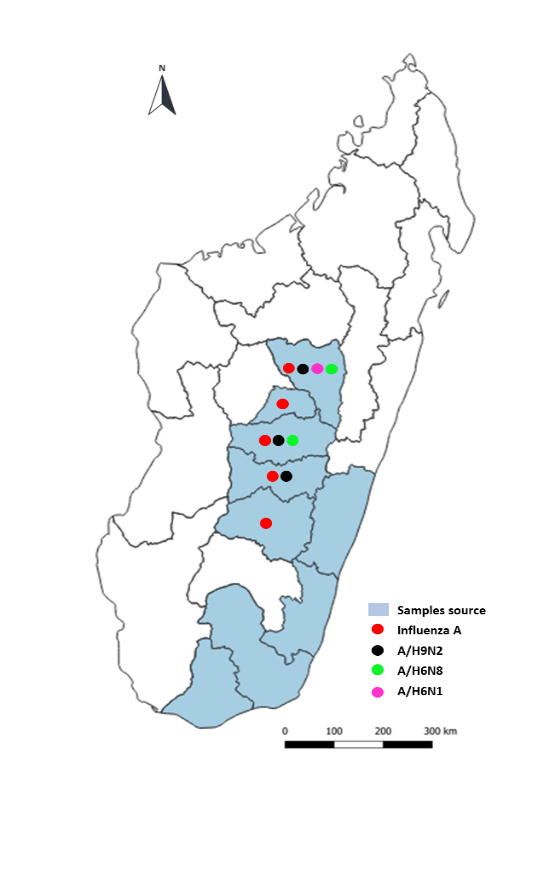 N
Samples source
Influenza A
A/H9N2
A/H6N8
A/H6N1
0 100 200 300 km